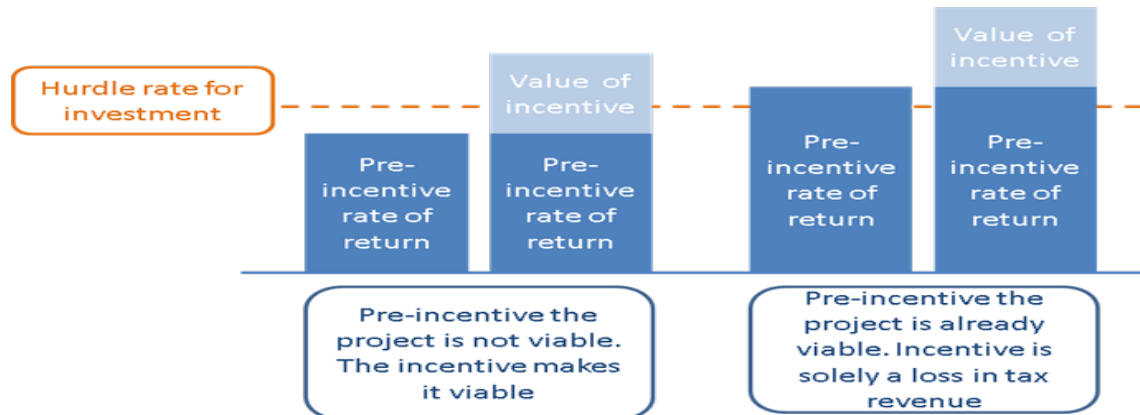 Hurdle rate for
investment
Pre-
incentive
rate of
return
Value of
incentive
Pre-
incentive
rate of
return
Pre-
incentive
rate of
return
Value of
incentive
Pre-
incentive
rate of
return
Pre-incentive the
project is not viable.
The incentive makes
it viable
Pre-incentive the
project is already
viable. Incentive is
solely a loss in tax
revenue